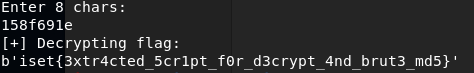 Enter 8 chars:
158f691e
[+] Decrypting flag:
b'iset{3xtr4cted_5cr1pt_f0r_d3crypt_4nd_brut3_md5}'